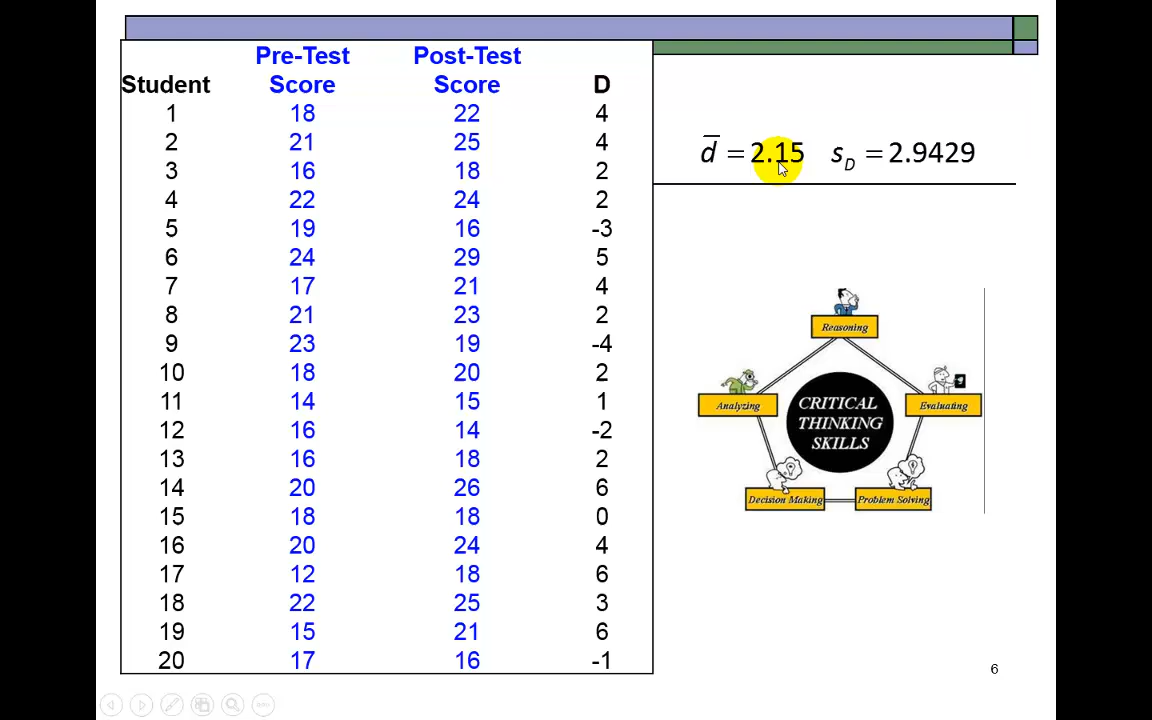 Pre-Test Post-Test
Student Score Score D
1 18 22 4
2 21 25 4
3 16 18 2
4 22 24 2
5 19 16 -3
6 24 29 5
7 17 21 4
8 21 23 2
9 23 19 -4
10 18 20 2
11 14 15 1
12 16 14 -2
13 16 18 2
14 20 26 6
15 18 18 0
16 20 24 4
17 12 18 6
18 22 25 3
19 15 21 6
20 17 16 -1
d̅ = 2.15 s_D = 2.9429
Reasoning
Analyzing
CRITICAL
THINKING
SKILLS
Evaluating
Decision Making
Problem Solving
6